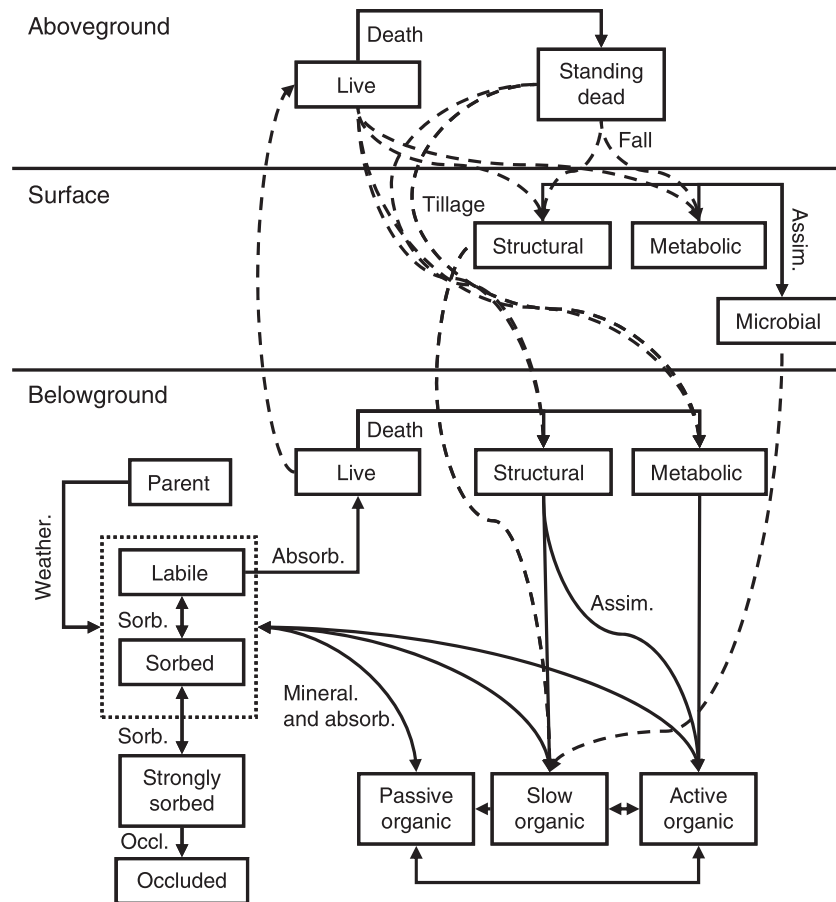 Aboveground
Death
Live
Standing
dead
Fall
Surface
Tillage
Structural
Metabolic
Assim.
Microbial
Belowground
Death
Live
Structural
Metabolic
Parent
Weather.
Labile
Absorb.
Sorb.
Sorbed
Assim.
Mineral.
and absorb.
Sorb.
Strongly
sorbed
Passive
organic
Slow
organic
Active
organic
Occl.
Occluded